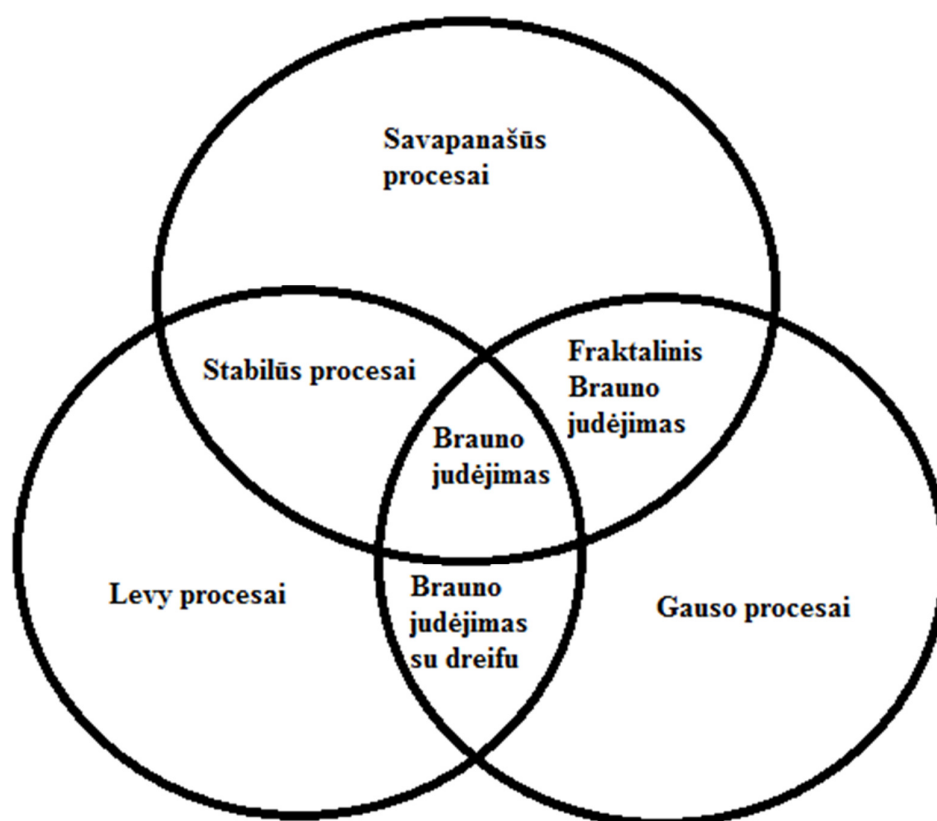 Savapanašūs
procesai
Stabilūs procesai
Fraktalinis
Brauno
judėjimas
Brauno
judėjimas
Levy procesai
Brauno
judėjimas
su dreifu
Gauso procesai